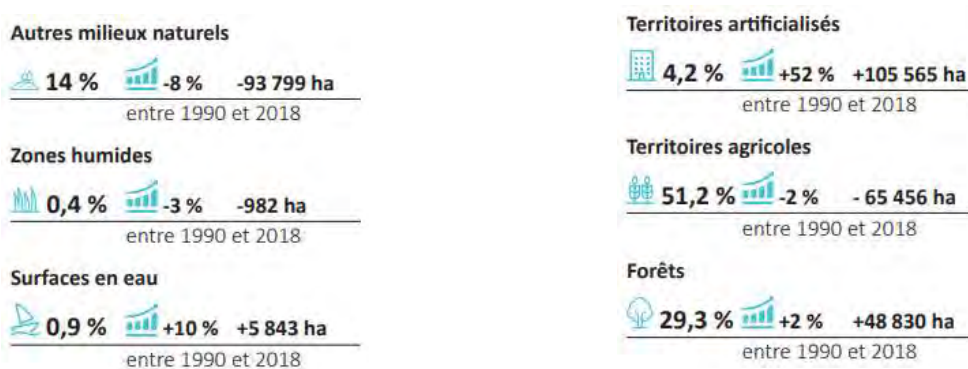 Autres milieux naturels
14 % -8 % -93 799 ha
entre 1990 et 2018
Zones humides
0,4 % -3 % -982 ha
entre 1990 et 2018
Surfaces en eau
0,9 % +10 % +5 843 ha
entre 1990 et 2018
Territoires artificialisés
4,2 % +52 % +105 565 ha
entre 1990 et 2018
Territoires agricoles
51,2 % -2 % - 65 456 ha
entre 1990 et 2018
Forêts
29,3 % +2 % +48 830 ha
entre 1990 et 2018